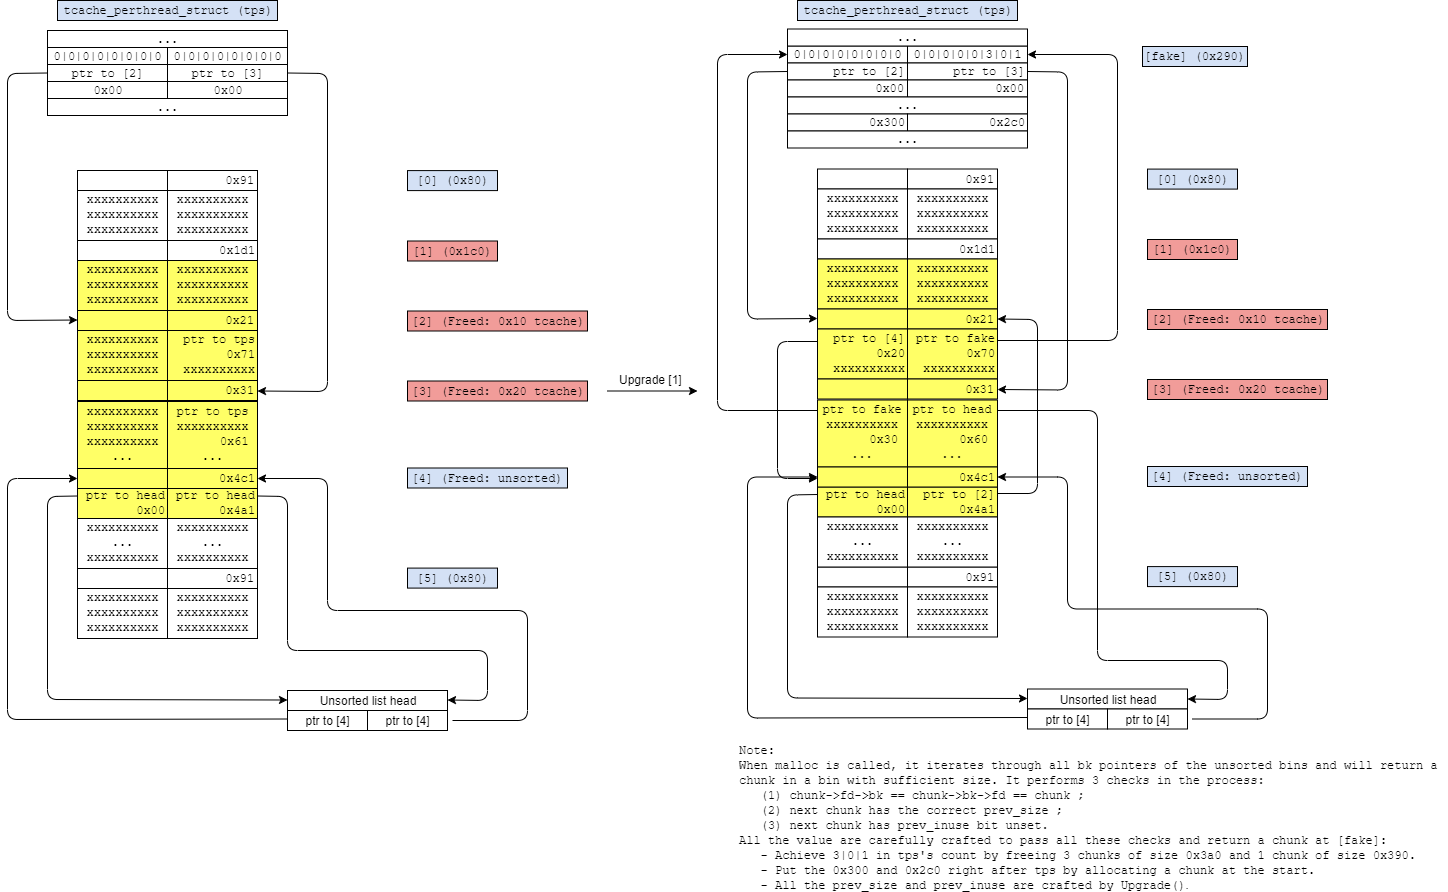 tcache_perthread_struct (tps)
...
0|0|0|0|0|0|0|0 0|0|0|0|0|0|0|0
ptr to [2] ptr to [3]
0x00 0x00
...
0x91
xxxxxxxxxx xxxxxxxxxx
xxxxxxxxxx xxxxxxxxxx
xxxxxxxxxx xxxxxxxxxx
0x1d1
xxxxxxxxxx xxxxxxxxxx
xxxxxxxxxx xxxxxxxxxx
xxxxxxxxxx xxxxxxxxxx
0x21
xxxxxxxxxx ptr to tps
xxxxxxxxxx 0x71
xxxxxxxxxx xxxxxxxxxx
0x31
xxxxxxxxxx ptr to tps
xxxxxxxxxx xxxxxxxxxx
xxxxxxxxxx 0x61
... ...
0x4c1
ptr to head ptr to head
0x00 0x4a1
xxxxxxxxxx xxxxxxxxxx
... ...
xxxxxxxxxx xxxxxxxxxx
0x91
xxxxxxxxxx xxxxxxxxxx
xxxxxxxxxx xxxxxxxxxx
xxxxxxxxxx xxxxxxxxxx
[0] (0x80)
[1] (0x1c0)
[2] (Freed: 0x10 tcache)
[3] (Freed: 0x20 tcache)
[4] (Freed: unsorted)
[5] (0x80)
Unsorted list head
ptr to [4] ptr to [4]
Upgrade [1]
tcache_perthread_struct (tps)
...
0|0|0|0|0|0|0|0 0|0|0|0|0|3|0|1
ptr to [2] ptr to [3]
0x00 0x00
...
0x300 0x2c0
...
0x91
xxxxxxxxxx xxxxxxxxxx
xxxxxxxxxx xxxxxxxxxx
xxxxxxxxxx xxxxxxxxxx
0x1d1
xxxxxxxxxx xxxxxxxxxx
xxxxxxxxxx xxxxxxxxxx
xxxxxxxxxx xxxxxxxxxx
0x21
ptr to [4] ptr to fake
0x20 0x70
xxxxxxxxxx xxxxxxxxxx
0x31
ptr to fake ptr to head
xxxxxxxxxx xxxxxxxxxx
0x30 0x60
... ...
0x4c1
ptr to head ptr to [2]
0x00 0x4a1
xxxxxxxxxx xxxxxxxxxx
... ...
xxxxxxxxxx xxxxxxxxxx
0x91
xxxxxxxxxx xxxxxxxxxx
xxxxxxxxxx xxxxxxxxxx
xxxxxxxxxx xxxxxxxxxx
[fake] (0x290)
[0] (0x80)
[1] (0x1c0)
[2] (Freed: 0x10 tcache)
[3] (Freed: 0x20 tcache)
[4] (Freed: unsorted)
[5] (0x80)
Unsorted list head
ptr to [4] ptr to [4]
Note:
When malloc is called, it iterates through all bk pointers of the unsorted bins and will return a
chunk in a bin with sufficient size. It performs 3 checks in the process:
(1) chunk->fd->bk == chunk->bk->fd == chunk ;
(2) next chunk has the correct prev_size ;
(3) next chunk has prev_inuse bit unset.
All the value are carefully crafted to pass all these checks and return a chunk at [fake]:
- Achieve 3|0|1 in tps's count by freeing 3 chunks of size 0x3a0 and 1 chunk of size 0x390.
- Put the 0x300 and 0x2c0 right after tps by allocating a chunk at the start.
- All the prev_size and prev_inuse are crafted by Upgrade().